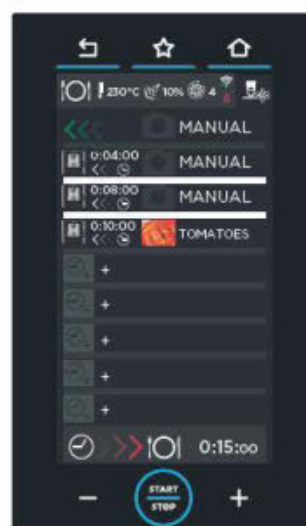 230°C 10% 4
MANUAL
0:04:00 MANUAL
0:08:00 MANUAL
0:10:00 TOMATOES
+
+
+
+
+
0:15:00
START
STOP
− +